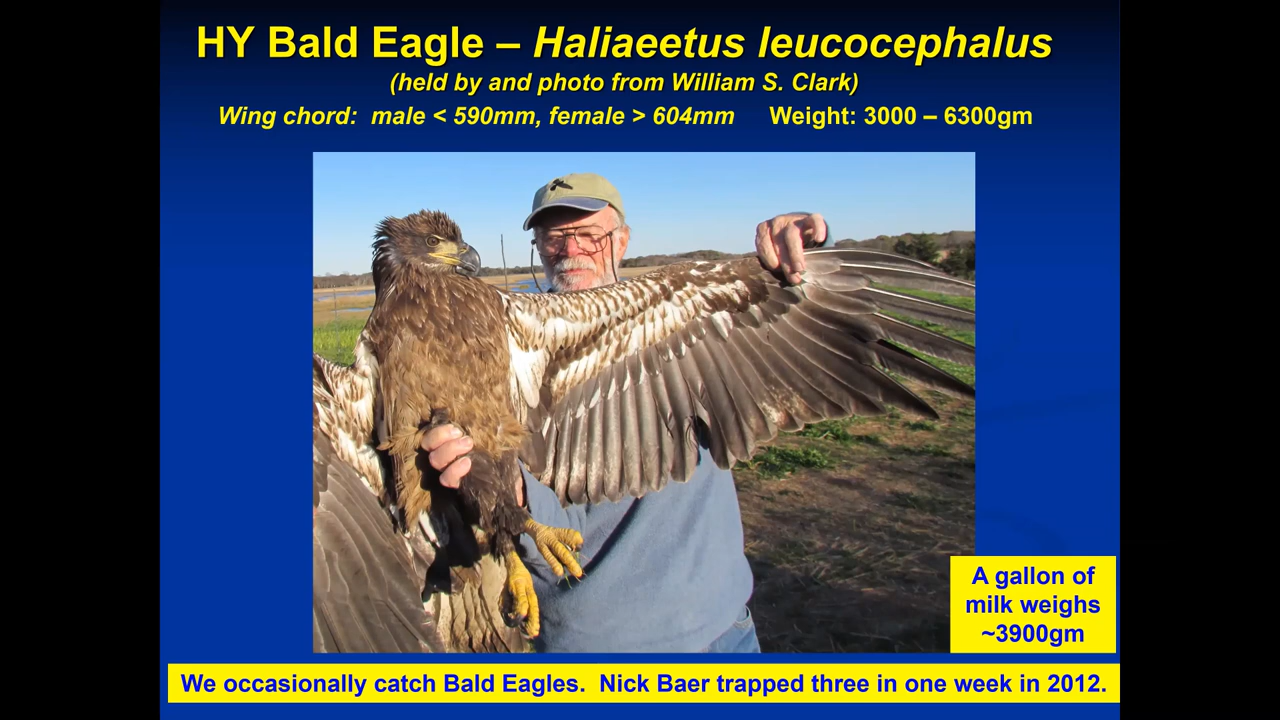 HY Bald Eagle – Haliaeetus leucocephalus
(held by and photo from William S. Clark)
Wing chord: male < 590mm, female > 604mm Weight: 3000 – 6300gm
A gallon of
milk weighs
~3900gm
We occasionally catch Bald Eagles. Nick Baer trapped three in one week in 2012.